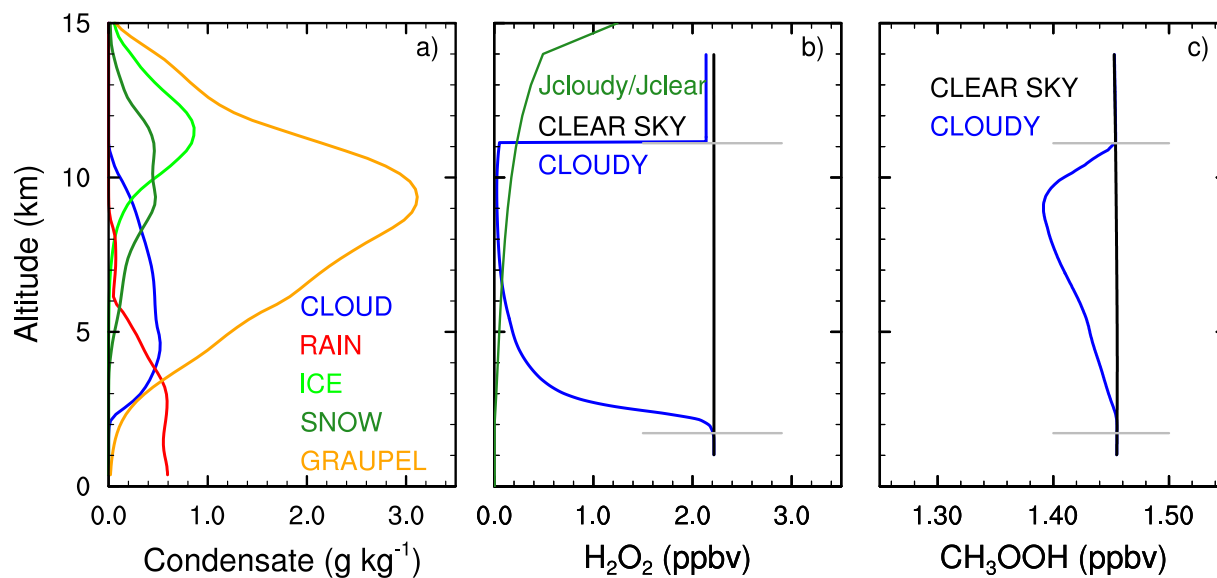 a)
b)
c)
15
10
5
0
Altitude (km)
CLOUD
RAIN
ICE
SNOW
GRAUPEL
0.0 1.0 2.0 3.0
Condensate (g kg⁻¹)
Jcloudy/Jclear
CLEAR SKY
CLOUDY
0.0 1.0 2.0 3.0
H₂O₂ (ppbv)
CLEAR SKY
CLOUDY
1.30 1.40 1.50
CH₃OOH (ppbv)